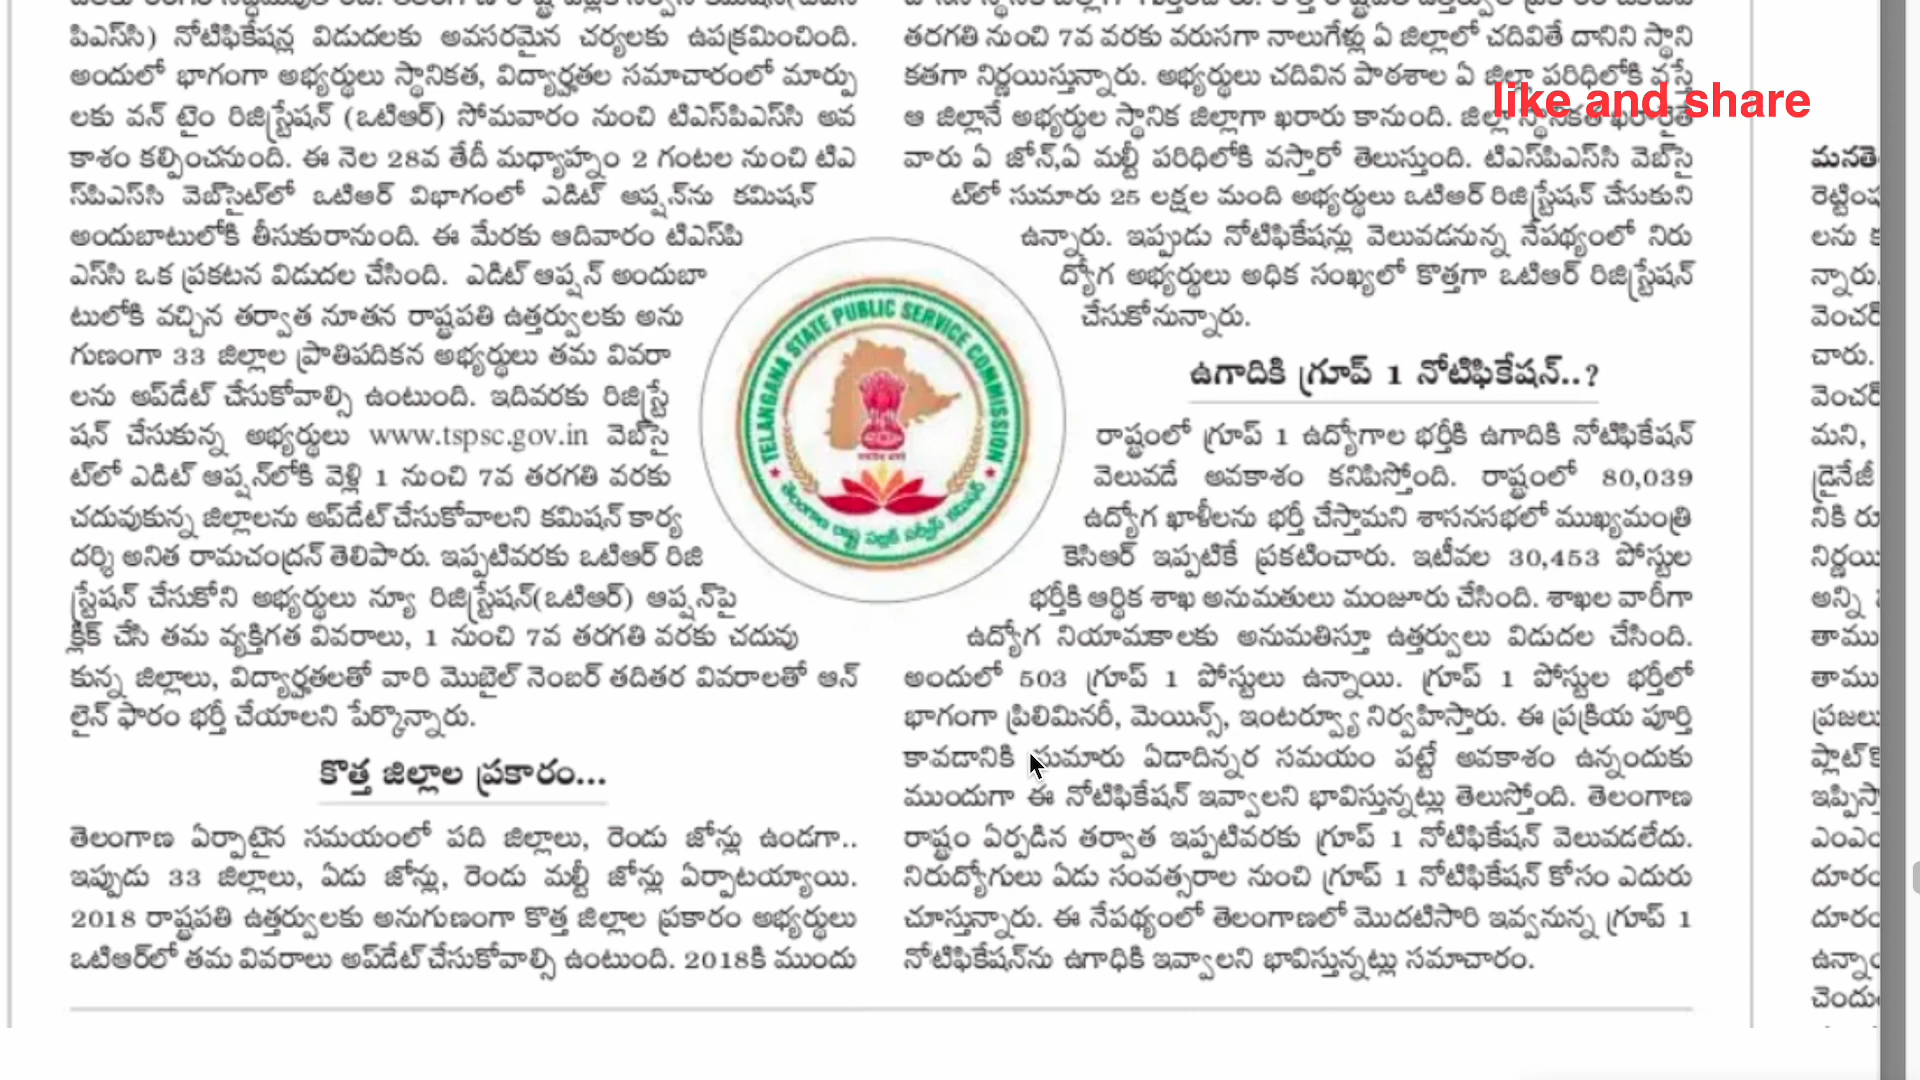 పిఎస్‌సి) నోటిఫికేషన్ల విడుదలకు అవసరమైన చర్యలకు ఉపక్రమించింది.
అందులో భాగంగా అభ్యర్థులు స్థానికత, విద్యార్హతల సమాచారంలో మార్పు
లకు వన్ టైం రిజిస్ట్రేషన్ (ఒటిఆర్) సోమవారం నుంచి టిఎస్‌పిఎస్‌సి అవ
కాశం కల్పించనుంది. ఈ నెల 28వ తేదీ మధ్యాహ్నం 2 గంటల నుంచి టిఎ
స్‌పిఎస్‌సి వెబ్‌సైట్‌లో ఒటిఆర్ విభాగంలో ఎడిట్ ఆప్షన్‌ను కమిషన్
అందుబాటులోకి తీసుకురానుంది. ఈ మేరకు ఆదివారం టిఎస్‌పి
ఎస్‌సి ఒక ప్రకటన విడుదల చేసింది. ఎడిట్ ఆప్షన్ అందుబా
టులోకి వచ్చిన తర్వాత నూతన రాష్ట్రపతి ఉత్తర్వులకు అను
గుణంగా 33 జిల్లాల ప్రాతిపదికన అభ్యర్థులు తమ వివరా
లను అప్‌డేట్ చేసుకోవాల్సి ఉంటుంది. ఇదివరకు రిజిస్ట్రే
షన్ చేసుకున్న అభ్యర్థులు www.tspsc.gov.in వెబ్‌సై
ట్‌లో ఎడిట్ ఆప్షన్‌లోకి వెళ్లి 1 నుంచి 7వ తరగతి వరకు
చదువుకున్న జిల్లాలను అప్‌డేట్ చేసుకోవాలని కమిషన్ కార్య
దర్శి అనిత రామచంద్రన్ తెలిపారు. ఇప్పటివరకు ఒటిఆర్ రిజి
స్ట్రేషన్ చేసుకోని అభ్యర్థులు న్యూ రిజిస్ట్రేషన్(ఒటిఆర్) ఆప్షన్‌పై
క్లిక్ చేసి తమ వ్యక్తిగత వివరాలు, 1 నుంచి 7వ తరగతి వరకు చదువు
కున్న జిల్లాలు, విద్యార్హతలతో వారి మొబైల్ నెంబర్ తదితర వివరాలతో ఆన్
లైన్ ఫారం భర్తీ చేయాలని పేర్కొన్నారు.
కొత్త జిల్లాల ప్రకారం...
తెలంగాణ ఏర్పాటైన సమయంలో పది జిల్లాలు, రెండు జోన్లు ఉండగా..
ఇప్పుడు 33 జిల్లాలు, ఏడు జోన్లు, రెండు మల్టీ జోన్లు ఏర్పాటయ్యాయి.
2018 రాష్ట్రపతి ఉత్తర్వులకు అనుగుణంగా కొత్త జిల్లాల ప్రకారం అభ్యర్థులు
ఒటిఆర్‌లో తమ వివరాలు అప్‌డేట్ చేసుకోవాల్సి ఉంటుంది. 2018కి ముందు
తరగతి నుంచి 7వ వరకు వరుసగా నాలుగేళ్లు ఏ జిల్లాలో చదివితే దానిని స్థాని
కతగా నిర్ణయిస్తున్నారు. అభ్యర్థులు చదివిన పాఠశాల ఏ జిల్లా పరిధిలోకి వస్తే
like and share
ఆ జిల్లానే అభ్యర్థుల స్థానిక జిల్లాగా ఖరారు కానుంది. జిల్లా
వారు ఏ జోన్,ఏ మల్టీ పరిధిలోకి వస్తారో తెలుస్తుంది. టిఎస్‌పిఎస్‌సి వెబ్‌సై
ట్‌లో సుమారు 25 లక్షల మంది అభ్యర్థులు ఒటిఆర్ రిజిస్ట్రేషన్ చేసుకుని
ఉన్నారు. ఇప్పుడు నోటిఫికేషన్లు వెలువడనున్న నేపథ్యంలో నిరు
ద్యోగ అభ్యర్థులు అధిక సంఖ్యలో కొత్తగా ఒటిఆర్ రిజిస్ట్రేషన్
చేసుకోనున్నారు.
TELANGANA STATE PUBLIC SERVICE COMMISSION
తెలంగాణ రాష్ట్ర పబ్లిక్ సర్వీస్ కమిషన్
ఉగాదికి గ్రూప్ 1 నోటిఫికేషన్..?
రాష్ట్రంలో గ్రూప్ 1 ఉద్యోగాల భర్తీకి ఉగాదికి నోటిఫికేషన్
వెలువడే అవకాశం కనిపిస్తోంది. రాష్ట్రంలో 80,039
ఉద్యోగ ఖాళీలను భర్తీ చేస్తామని శాసనసభలో ముఖ్యమంత్రి
కెసిఆర్ ఇప్పటికే ప్రకటించారు. ఇటీవల 30,453 పోస్టుల
భర్తీకి ఆర్థిక శాఖ అనుమతులు మంజూరు చేసింది. శాఖల వారీగా
ఉద్యోగ నియామకాలకు అనుమతిస్తూ ఉత్తర్వులు విడుదల చేసింది.
అందులో 503 గ్రూప్ 1 పోస్టులు ఉన్నాయి. గ్రూప్ 1 పోస్టుల భర్తీలో
భాగంగా ప్రిలిమినరీ, మెయిన్స్, ఇంటర్వ్యూ నిర్వహిస్తారు. ఈ ప్రక్రియ పూర్తి
కావడానికి సుమారు ఏడాదిన్నర సమయం పట్టే అవకాశం ఉన్నందుకు
ముందుగా ఈ నోటిఫికేషన్ ఇవ్వాలని భావిస్తున్నట్లు తెలుస్తోంది. తెలంగాణ
రాష్ట్రం ఏర్పడిన తర్వాత ఇప్పటివరకు గ్రూప్ 1 నోటిఫికేషన్ వెలువడలేదు.
నిరుద్యోగులు ఏడు సంవత్సరాల నుంచి గ్రూప్ 1 నోటిఫికేషన్ కోసం ఎదురు
చూస్తున్నారు. ఈ నేపథ్యంలో తెలంగాణలో మొదటిసారి ఇవ్వనున్న గ్రూప్ 1
నోటిఫికేషన్‌ను ఉగాధికి ఇవ్వాలని భావిస్తున్నట్లు సమాచారం.